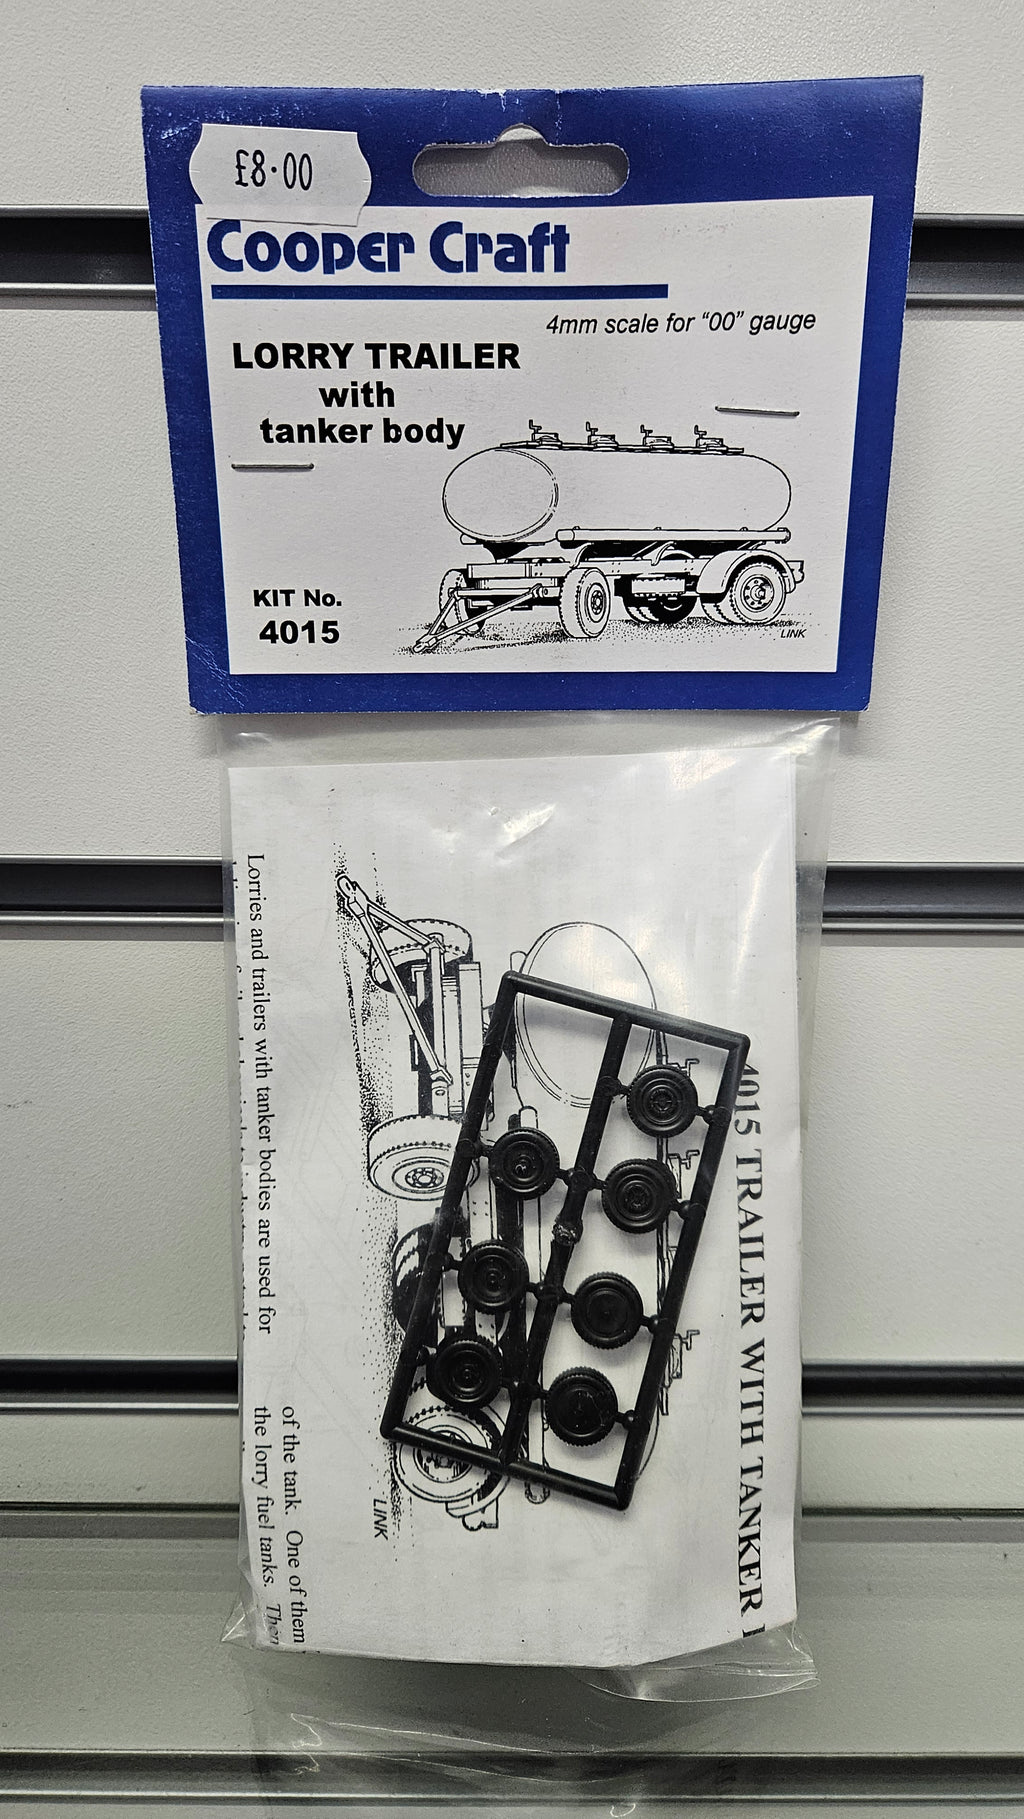 £8.00
Cooper Craft
4mm scale for "00" gauge
LORRY TRAILER
with
tanker body
KIT No.
4015
LINK
4015 TRAILER WITH TANKER
LINK
of the tank. One of them
the lorry fuel tanks. Then
Lorries and trailers with tanker bodies are used for